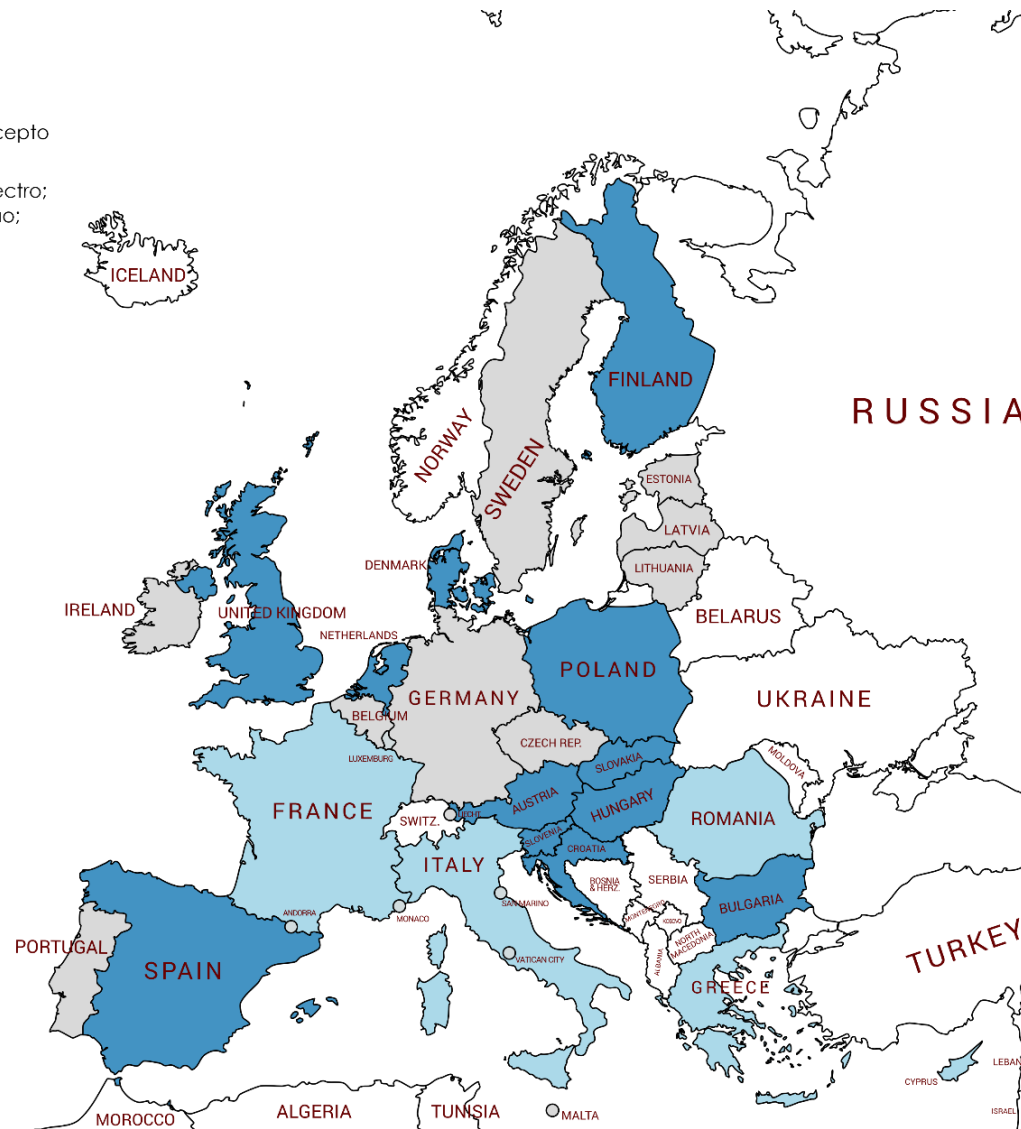 cepto
ectro;
uo;
ICELAND
RUSSIA
FINLAND
NORWAY
SWEDEN
ESTONIA
LATVIA
LITHUANIA
DENMARK
IRELAND
UNITED KINGDOM
BELARUS
NETHERLANDS
POLAND
GERMANY
UKRAINE
BELGIUM
CZECH REP.
LUXEMBURG
SLOVAKIA
MOLDOVA
AUSTRIA
HUNGARY
FRANCE
LIECHT.
SWITZ.
ROMANIA
SLOVENIA
CROATIA
ITALY
BOSNIA
& HERZ.
SERBIA
SAN MARINO
BULGARIA
MONTENEGRO
KOSOVO
ANDORRA
MONACO
NORTH
MACEDONIA
PORTUGAL
SPAIN
VATICAN CITY
ALBANIA
TURKEY
GREECE
CYPRUS
LEBAN
MOROCCO
ALGERIA
TUNISIA
MALTA
ISRAEL